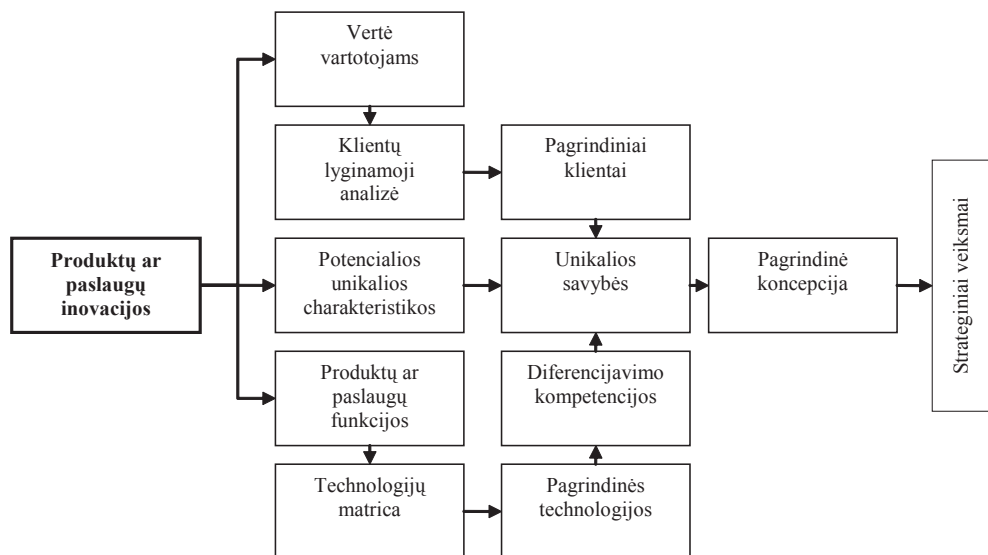 Vertė
vartotojams
Klientų
lyginamoji
analizė
Pagrindiniai
klientai
Produktų ar
paslaugų
inovacijos
Potencialios
unikalios
charakteristikos
Unikalios
savybės
Pagrindinė
koncepcija
Strateginiai veiksmai
Produktų ar
paslaugų
funkcijos
Diferencijavimo
kompetencijos
Technologijų
matrica
Pagrindinės
technologijos